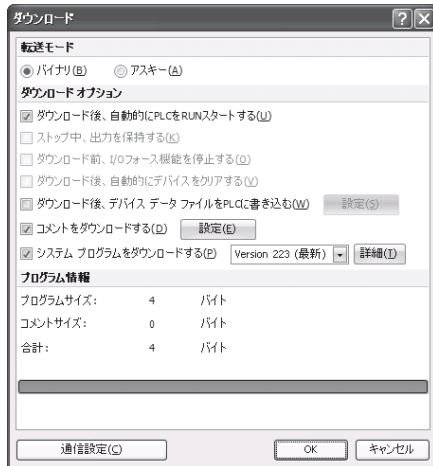 ダウンロード
転送モード
バイナリ(B) アスキー(A)
ダウンロード オプション
ダウンロード後、自動的にPLCをRUNスタートする(U)
ストップ中、出力を保持する(K)
ダウンロード前、I/Oフォース機能を停止する(O)
ダウンロード後、自動的にデバイスをクリアする(V)
ダウンロード後、デバイス データ ファイルをPLCに書き込む(W) 設定(S)
コメントをダウンロードする(D) 設定(E)
システム プログラムをダウンロードする(P) Version 223 (最新) 詳細(I)
プログラム情報
プログラムサイズ: 4 バイト
コメントサイズ: 0 バイト
合計: 4 バイト
通信設定(C) OK キャンセル